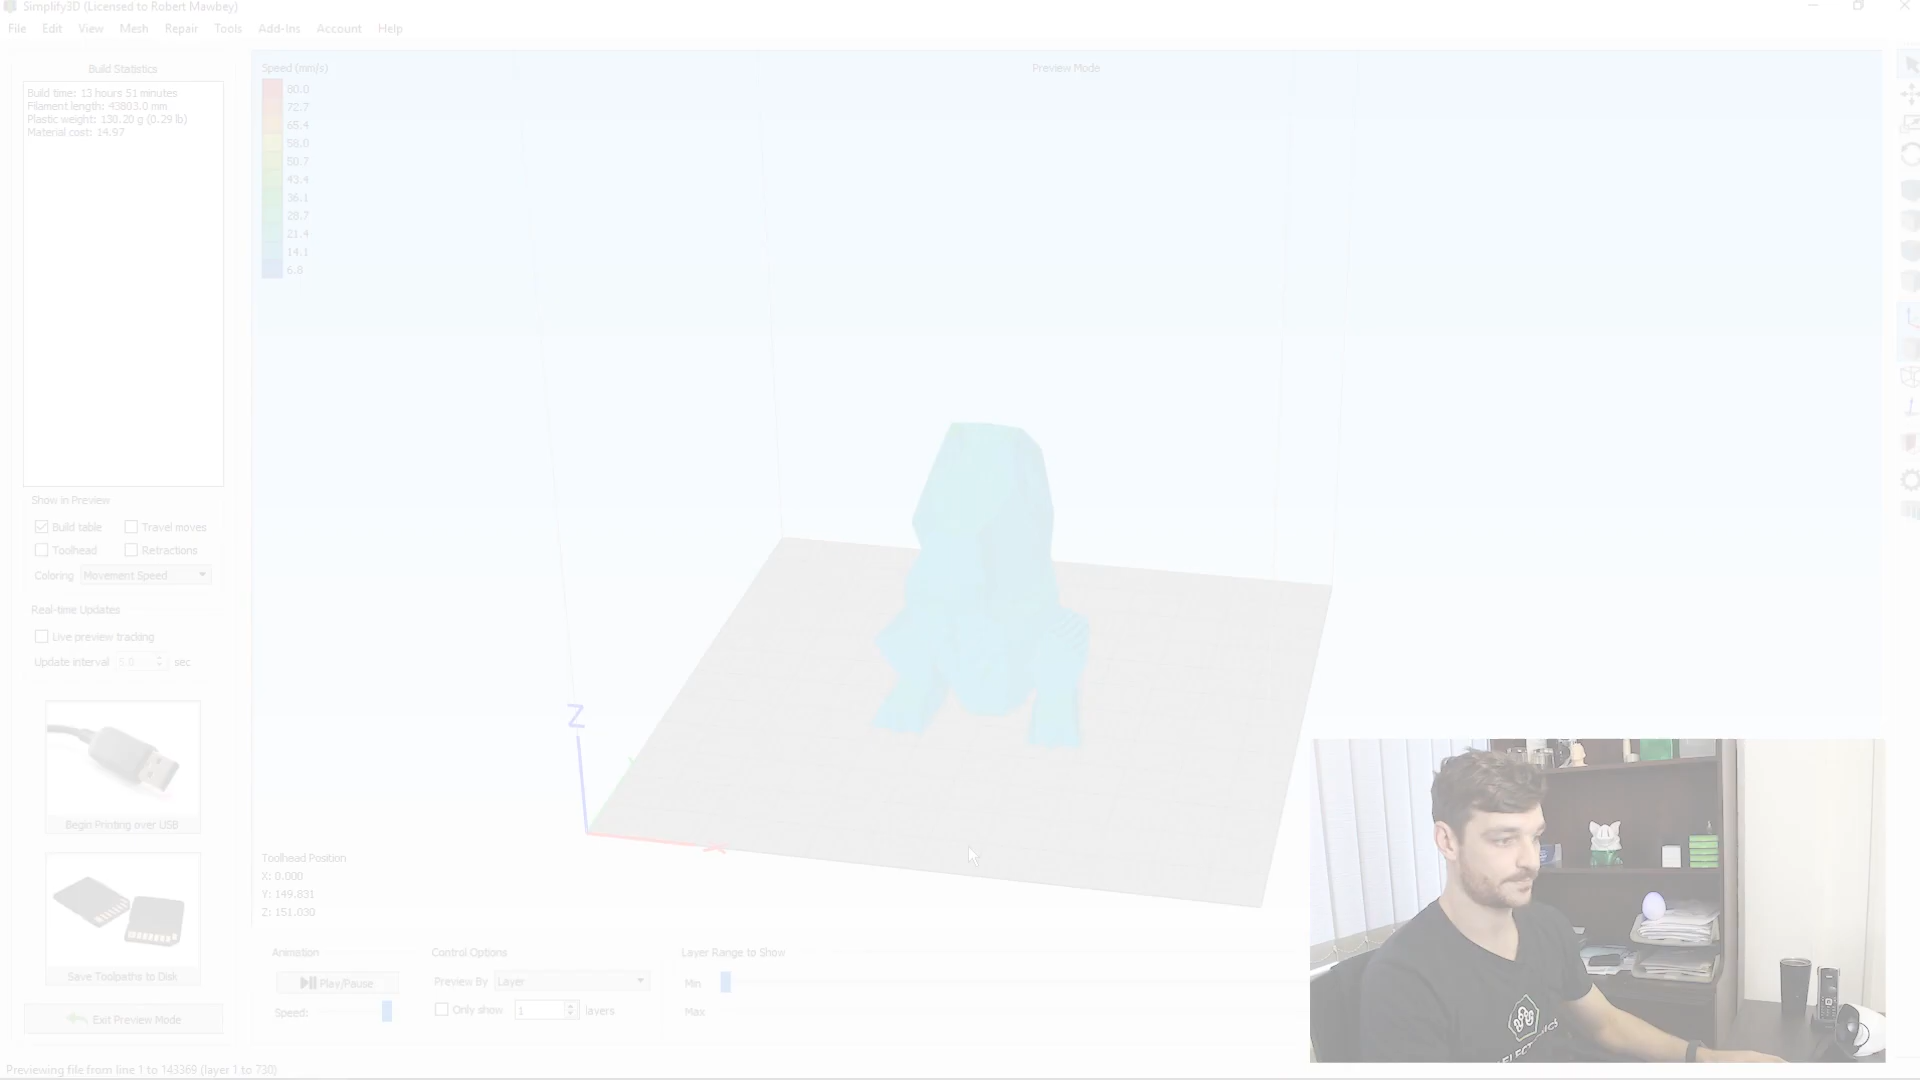 Simplify3D (Licensed to Robert Mawbey)
File Edit View Mesh Repair Tools Add-Ins Account Help
Build Statistics
Build time: 13 hours 51 minutes
Filament length: 43803.0 mm
Plastic weight: 130.20 g (0.29 lb)
Material cost: 14.97
Speed (mm/s)
80.0
72.7
65.4
58.0
50.7
43.4
36.1
28.7
21.4
14.1
6.8
Preview Mode
Show in Preview
Build table Travel moves
Toolhead Retractions
Coloring Movement Speed
Real-time Updates
Live preview tracking
Update interval 5.0 sec
Begin Printing over USB
Save Toolpaths to Disk
Exit Preview Mode
Z
Toolhead Position
X: 0.000
Y: 149.831
Z: 151.030
Animation
Play/Pause
Speed:
Control Options
Preview By Layer
Only show 1 layers
Layer Range to Show
Min
Max
Previewing file from line 1 to 143369 (layer 1 to 730)